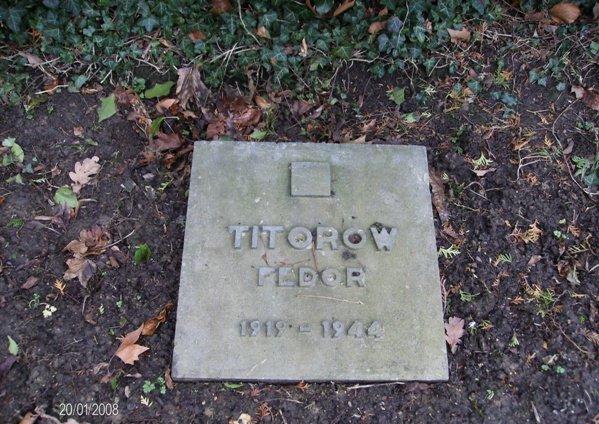 TITOROW
FEDOR
1919 - 1944
20/01/2008